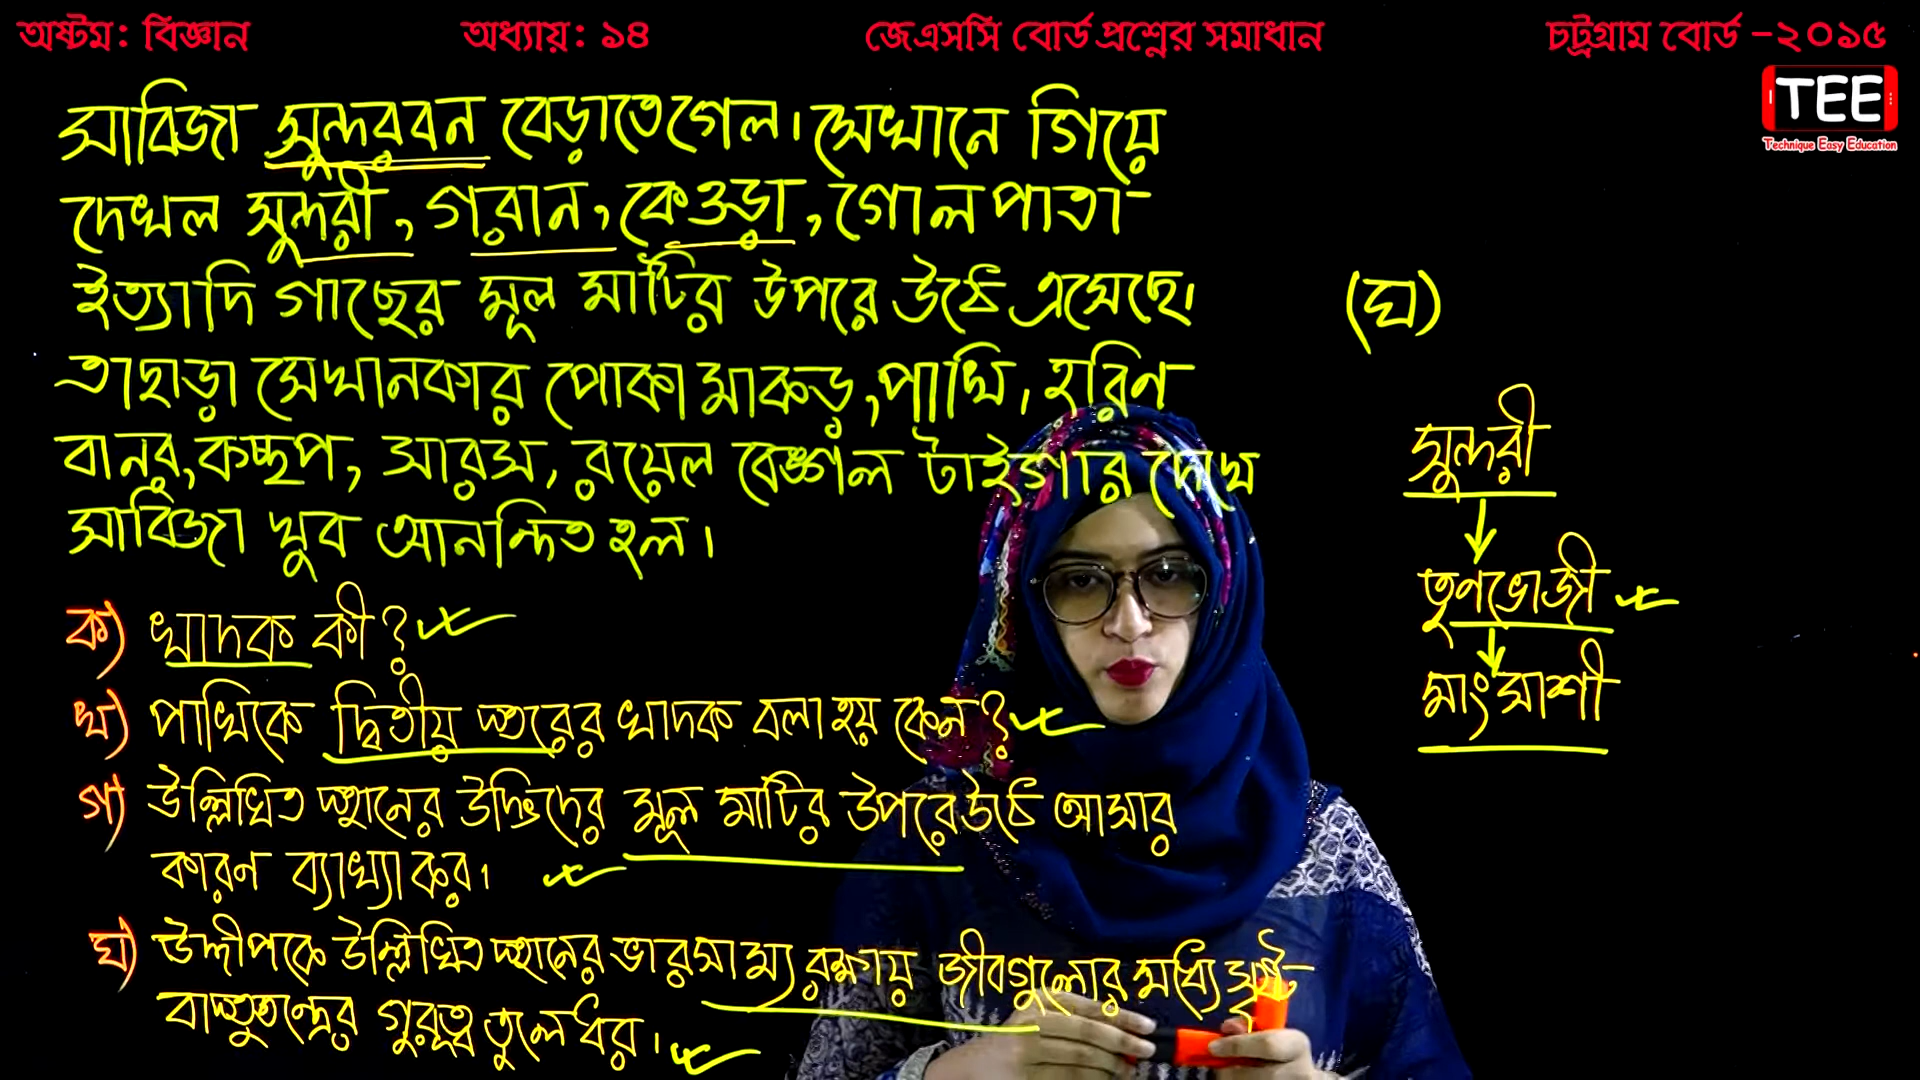 অষ্টম: বিজ্ঞান অধ্যায়: ১৪ জেএসসি বোর্ড প্রশ্নের সমাধান চট্রগ্রাম বোর্ড -২০১৫
TEE
Technique Easy Education
সাবিজা সুন্দরবন বেড়াতে গেল। সেখানে গিয়ে
দেখল সুন্দরী, গরান, কেওড়া, গোলপাতা
ইত্যাদি গাছের মূল মাটির উপরে উঠে এসেছে।
তাছাড়া সেখানকার পোকা মাকড়, পাখি, হরিণ
বানর, কচ্ছপ, সারস, রয়েল বেঙ্গল টাইগার দেখে
সাবিজা খুব আনন্দিত হল।
ক) খাদক কী?
খ) পাখিকে দ্বিতীয় স্তরের খাদক বলা হয় কেন?
গ) উল্লিখিত স্থানের উদ্ভিদের মূল মাটির উপরে উঠে আসার
কারণ ব্যাখ্যা কর।
ঘ) উদ্দীপকে উল্লিখিত স্থানের ভারসাম্য রক্ষায় জীবগুলোর মধ্যে সৃষ্ট
বাস্তুতন্ত্রের গুরুত্ব তুলে ধর।
(ঘ)
সুন্দরী
তৃণভোজী
মাংসাশী